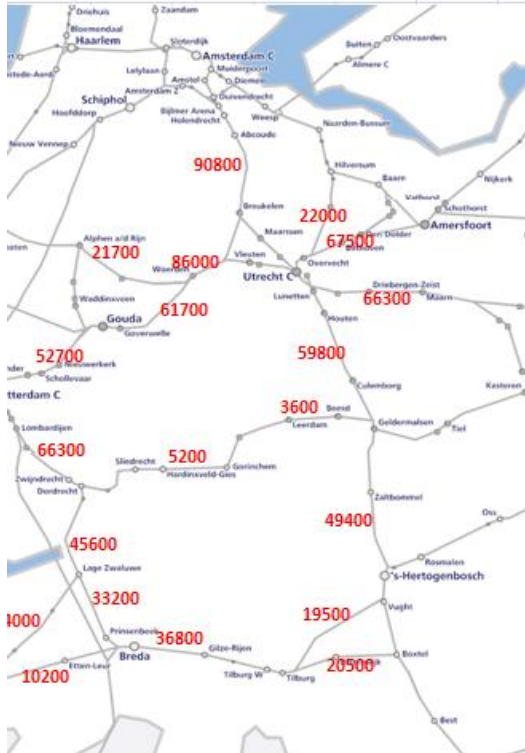 Driehuis
Zaandam
Bloemendaal
Haarlem
Sloterdijk
Oostvaarders
Amsterdam C
Buiten
Muiderpoort
Almere C
Lelylaan
Amstel
Diemen
Schiphol
Amsterdam Z
Duivendrecht
Bijlmer Arena
Weesp
Holendrecht
Hoofddorp
Naarden-Bussum
Abcoude
Nieuw Vennep
90800
Hilversum
Baarn
Nijkerk
Vathorst
Schothorst
Breukelen
22000
Amersfoort
Alphen a/d Rijn
Maarssen
Den Dolder
67500
21700
Vleuten
Overvecht
Woerden
86000
Utrecht C
Driebergen-Zeist
Lunetten
66300
Maarn
Waddinxveen
61700
Houten
Gouda
Goverwelle
59800
52700
Nieuwerkerk
Schollevaar
Culemborg
Kesteren
tterdam C
3600
Beesd
Leerdam
Geldermalsen
Tiel
Lombardijen
66300
Sliedrecht
5200
Gorinchem
Hardinxveld-Gies
Zwijndrecht
Dordrecht
Zaltbommel
Oss
49400
45600
Rosmalen
Lage Zwaluwe
's-Hertogenbosch
33200
4000
19500
Vught
Prinsenbeek
36800
Breda
Gilze-Rijen
Boxtel
Etten-Leur
10200
20500
Tilburg W
Tilburg
Best